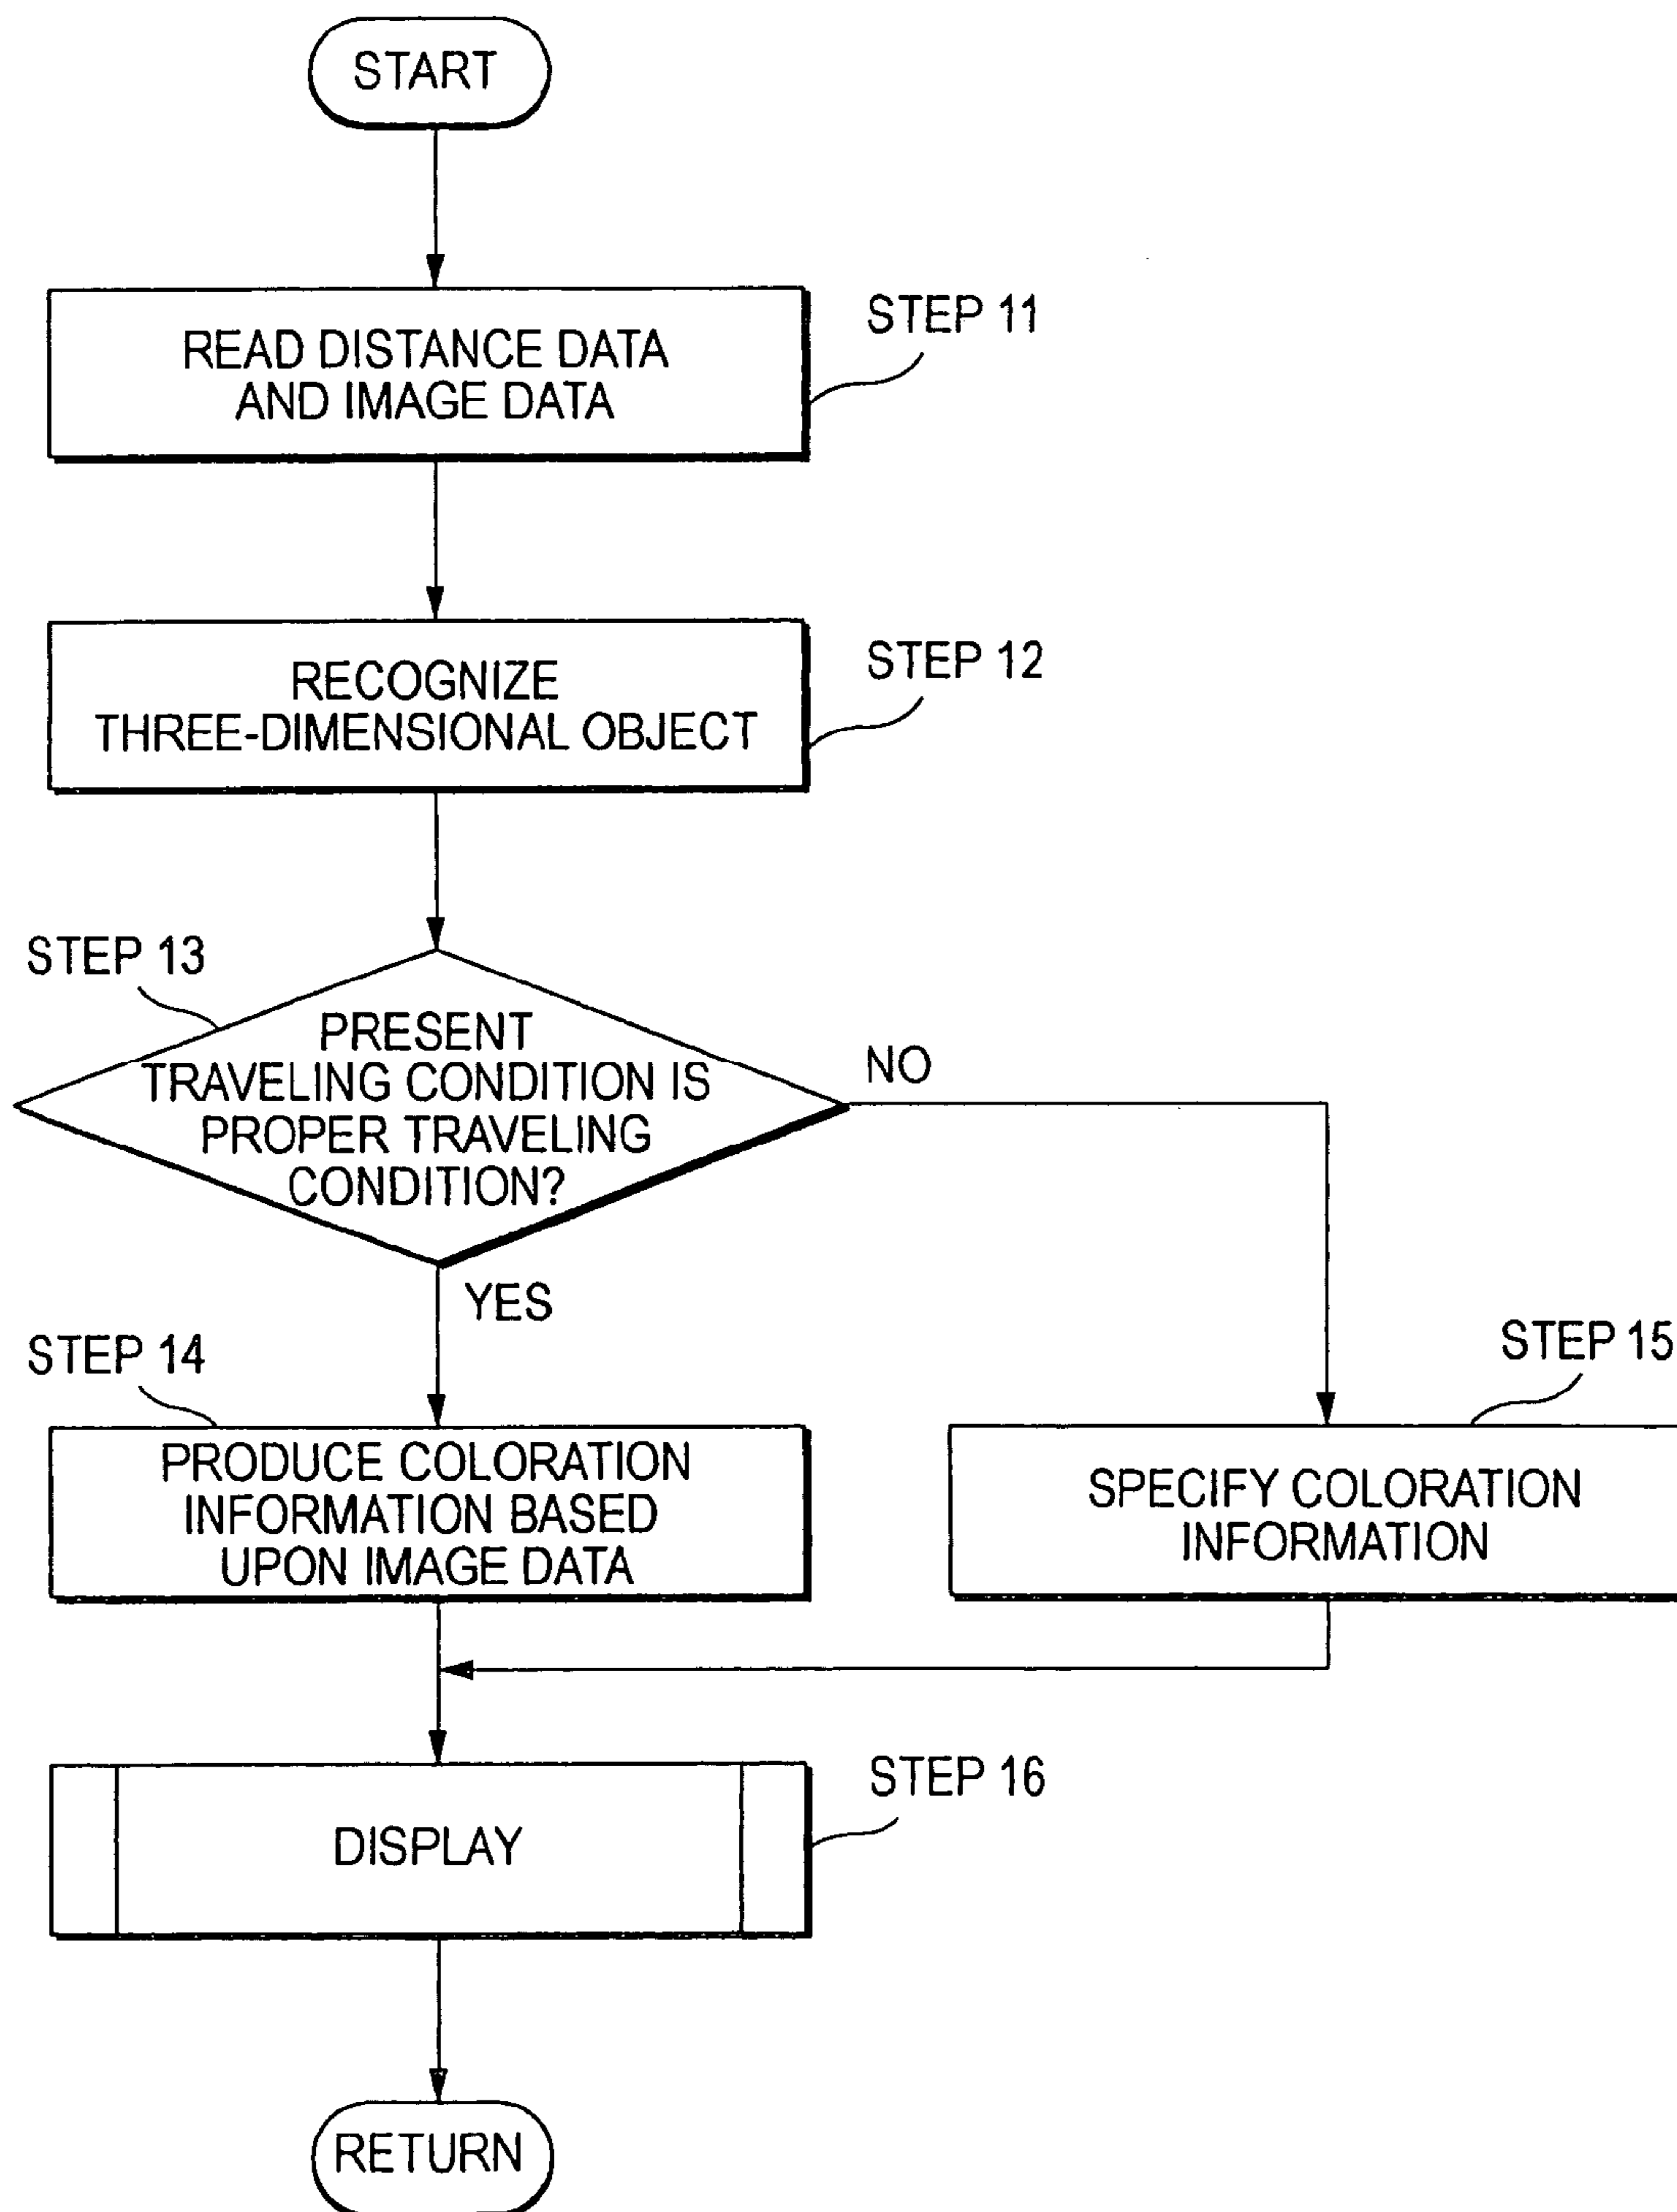 START
READ DISTANCE DATA
AND IMAGE DATA
STEP 11
RECOGNIZE
THREE-DIMENSIONAL OBJECT
STEP 12
STEP 13
PRESENT
TRAVELING CONDITION IS
PROPER TRAVELING
CONDITION?
NO
YES
STEP 14
PRODUCE COLORATION
INFORMATION BASED
UPON IMAGE DATA
STEP 15
SPECIFY COLORATION
INFORMATION
DISPLAY
STEP 16
RETURN